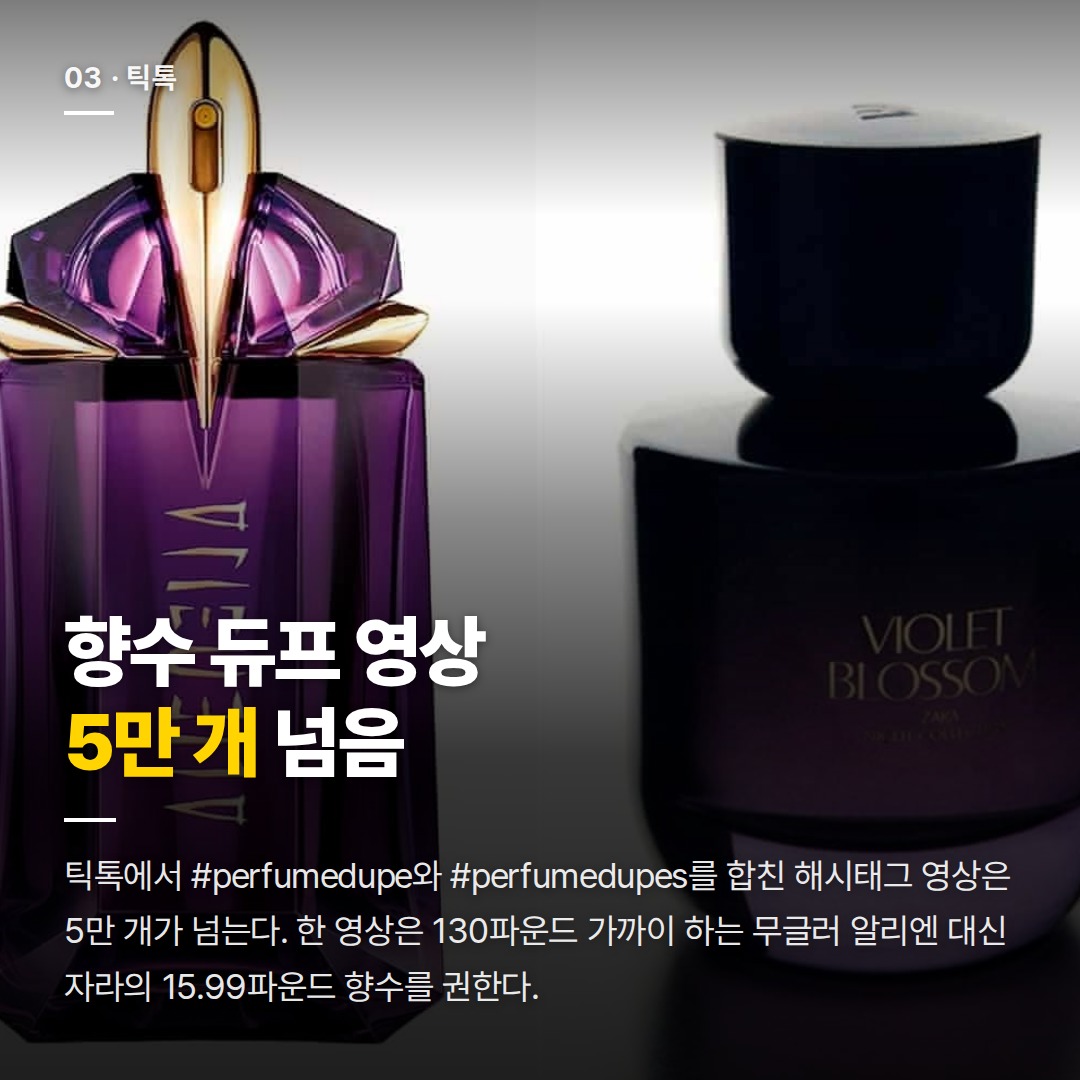 03 · 틱톡
향수 듀프 영상
5만 개 넘음
틱톡에서 #perfumedupe와 #perfumedupes를 합친 해시태그 영상은
5만 개가 넘는다. 한 영상은 130파운드 가까이 하는 무글러 알리엔 대신
자라의 15.99파운드 향수를 권한다.
VIOLET
BLOSSOM
ZARA